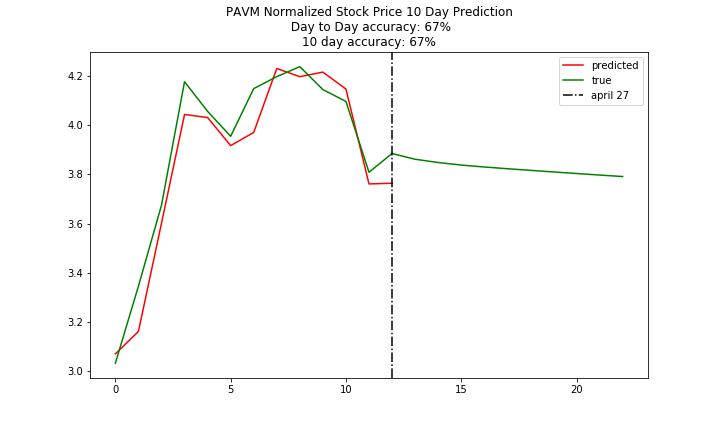 PAVM Normalized Stock Price 10 Day Prediction
Day to Day accuracy: 67%
10 day accuracy: 67%
predicted
true
april 27
4.2
4.0
3.8
3.6
3.4
3.2
3.0
0 5 10 15 20